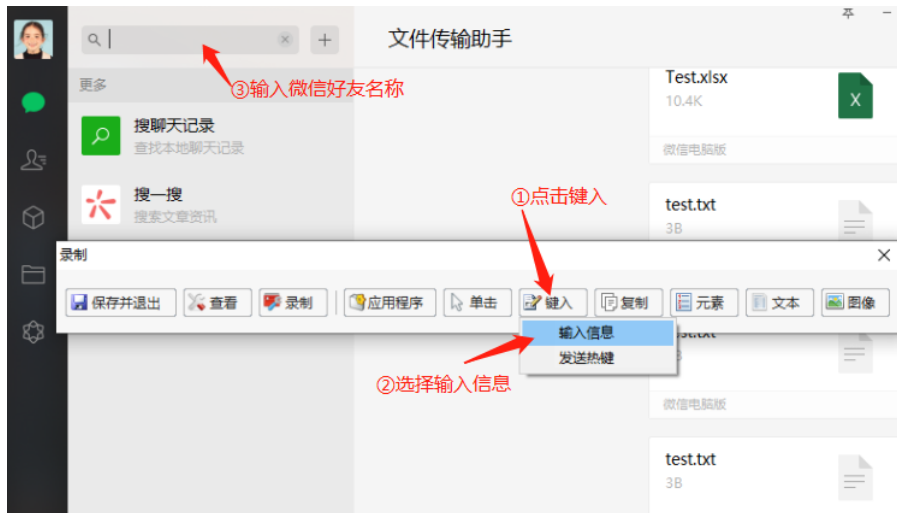 文件传输助手
更多
③输入微信好友名称
搜聊天记录
查找本地聊天记录
搜一搜
搜索文章资讯
Test.xlsx
10.4K
X
微信电脑版
①点击键入
test.txt
3B
录制
保存并退出 查看 录制 应用程序 单击 键入 复制 元素 文本 图像
输入信息
发送热键
②选择输入信息
微信电脑版
test.txt
3B